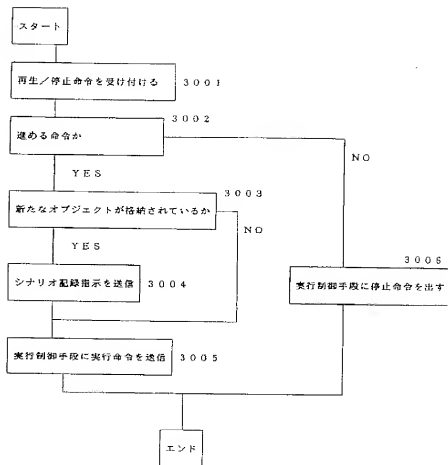 スタート
再生／停止命令を受け付ける
3001
3002
進める命令か
NO
YES
3003
新たなオブジェクトが格納されているか
NO
YES
3006
シナリオ記録指示を送信
3004
実行制御手段に停止命令を出す
実行制御手段に実行命令を送信
3005
エンド